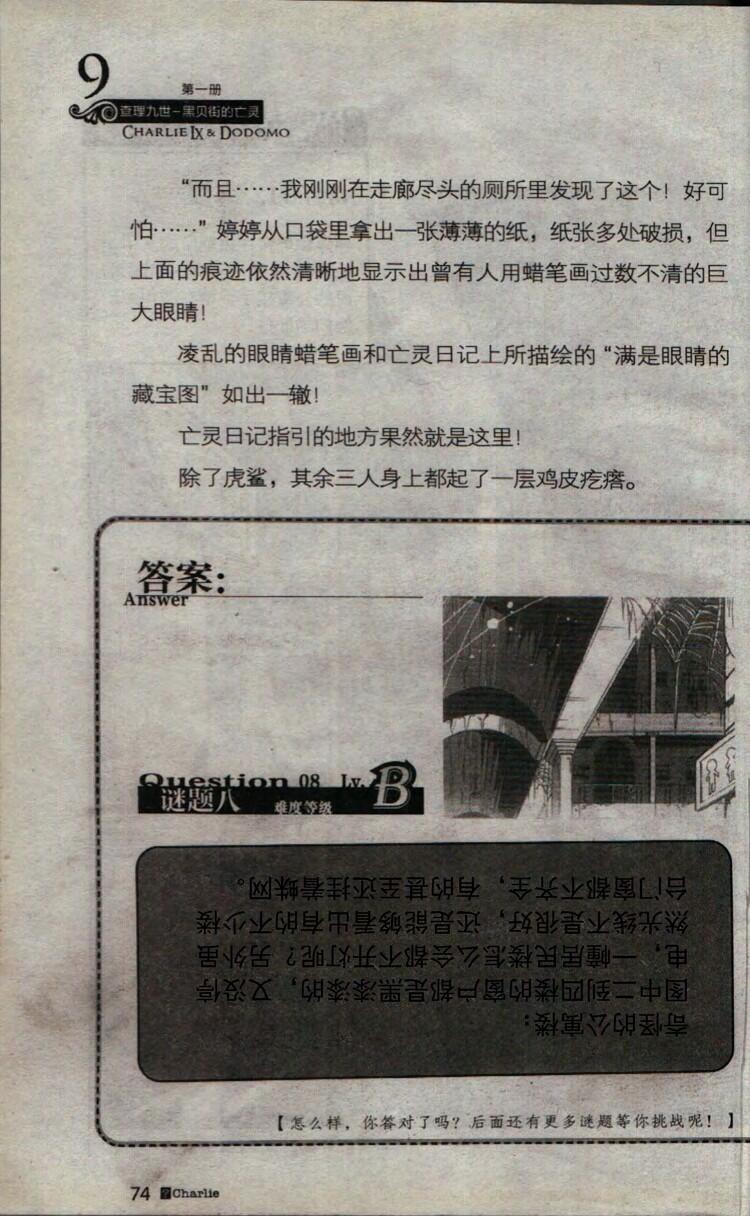 9
第一册
查理九世-黑贝街的亡灵
CHARLIE IX & DODOMO
“而且……我刚刚在走廊尽头的厕所里发现了这个！好可
怕……”婷婷从口袋里拿出一张薄薄的纸，纸张多处破损，但
上面的痕迹依然清晰地显示出曾有人用蜡笔画过数不清的巨
大眼睛！
凌乱的眼睛蜡笔画和亡灵日记上所描绘的“满是眼睛的
藏宝图”如出一辙！
亡灵日记指引的地方果然就是这里！
除了虎鲨，其余三人身上都起了一层鸡皮疙瘩。
答案：
Answer
Question 08 Lv. B
谜题八 难度等级
奇怪的公寓楼：
图中二到四楼的窗户都是黑漆漆的，又没停
电，一幢居民楼怎么会都不开灯呢？另外虽
然光线不是很好，还是能够看出有的不少楼
台门窗都不齐全，有的甚至还挂着蛛网。
【怎么样，你答对了吗？后面还有更多谜题等你挑战呢！】
74 Charlie